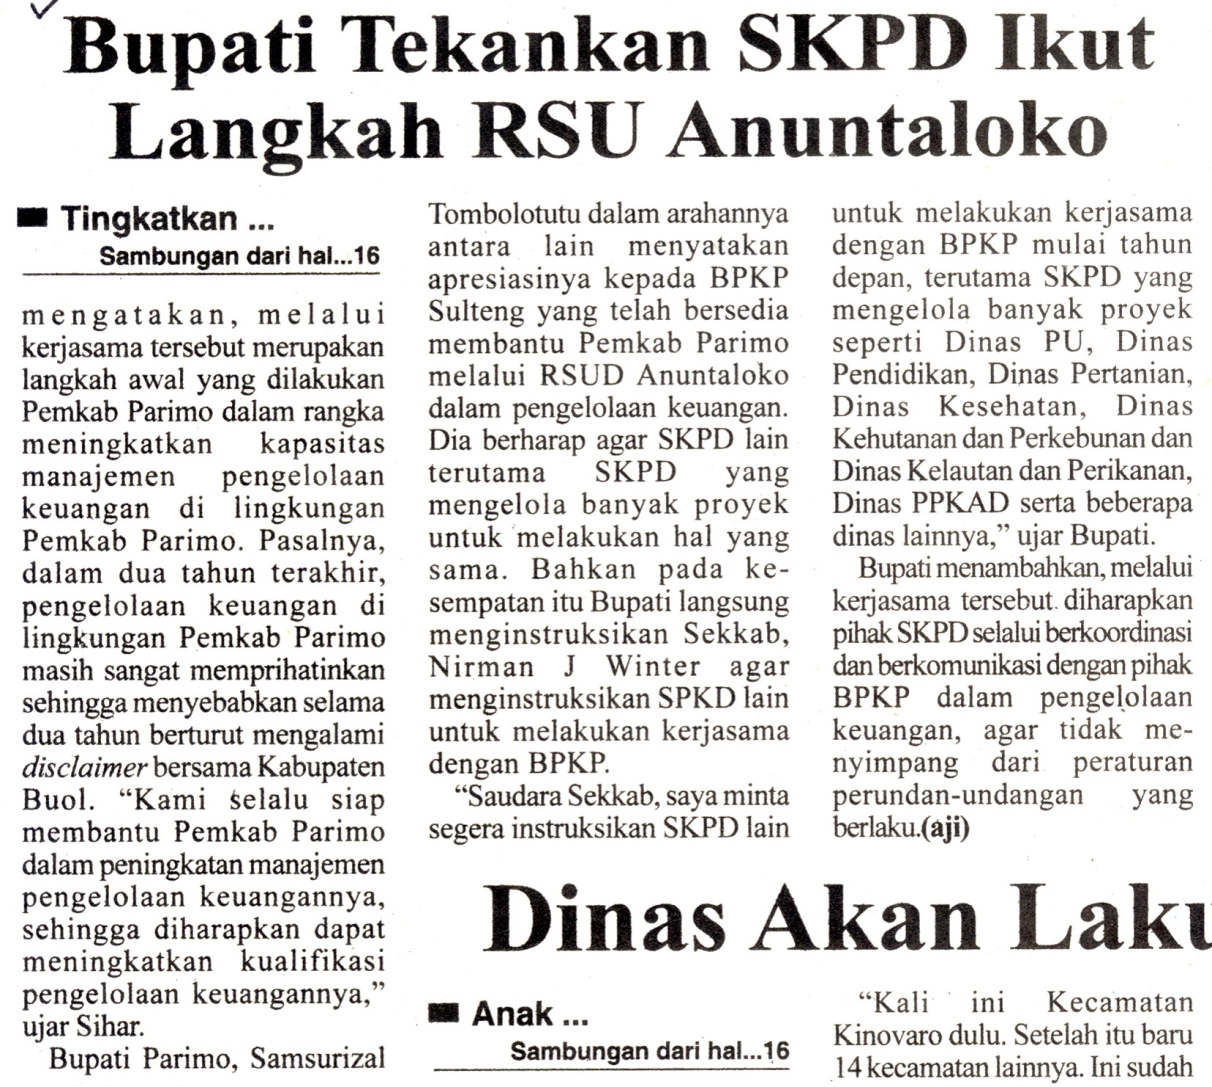 Bupati Tekankan SKPD Ikut
Langkah RSU Anuntaloko
Tingkatkan ...
Sambungan dari hal...16
mengatakan, melalui
kerjasama tersebut merupakan
langkah awal yang dilakukan
Pemkab Parimo dalam rangka
meningkatkan kapasitas
manajemen pengelolaan
keuangan di lingkungan
Pemkab Parimo. Pasalnya,
dalam dua tahun terakhir,
pengelolaan keuangan di
lingkungan Pemkab Parimo
masih sangat memprihatinkan
sehingga menyebabkan selama
dua tahun berturut mengalami
disclaimer bersama Kabupaten
Buol. “Kami selalu siap
membantu Pemkab Parimo
dalam peningkatan manajemen
pengelolaan keuangannya,
sehingga diharapkan dapat
meningkatkan kualifikasi
pengelolaan keuangannya,”
ujar Sihar.
Bupati Parimo, Samsurizal
Tombolotutu dalam arahannya
antara lain menyatakan
apresiasinya kepada BPKP
Sulteng yang telah bersedia
membantu Pemkab Parimo
melalui RSUD Anuntaloko
dalam pengelolaan keuangan.
Dia berharap agar SKPD lain
terutama SKPD yang
mengelola banyak proyek
untuk melakukan hal yang
sama. Bahkan pada ke-
sempatan itu Bupati langsung
menginstruksikan Sekkab,
Nirman J Winter agar
menginstruksikan SPKD lain
untuk melakukan kerjasama
dengan BPKP.
“Saudara Sekkab, saya minta
segera instruksikan SKPD lain
untuk melakukan kerjasama
dengan BPKP mulai tahun
depan, terutama SKPD yang
mengelola banyak proyek
seperti Dinas PU, Dinas
Pendidikan, Dinas Pertanian,
Dinas Kesehatan, Dinas
Kehutanan dan Perkebunan dan
Dinas Kelautan dan Perikanan,
Dinas PPKAD serta beberapa
dinas lainnya,” ujar Bupati.
Bupati menambahkan, melalui
kerjasama tersebut diharapkan
pihak SKPD selalui berkoordinasi
dan berkomunikasi dengan pihak
BPKP dalam pengelolaan
keuangan, agar tidak me-
nyimpang dari peraturan
perundan-undangan yang
berlaku.(aji)
Dinas Akan Laku
Anak ...
Sambungan dari hal...16
“Kali ini Kecamatan
Kinovaro dulu. Setelah itu baru
14 kecamatan lainnya. Ini sudah